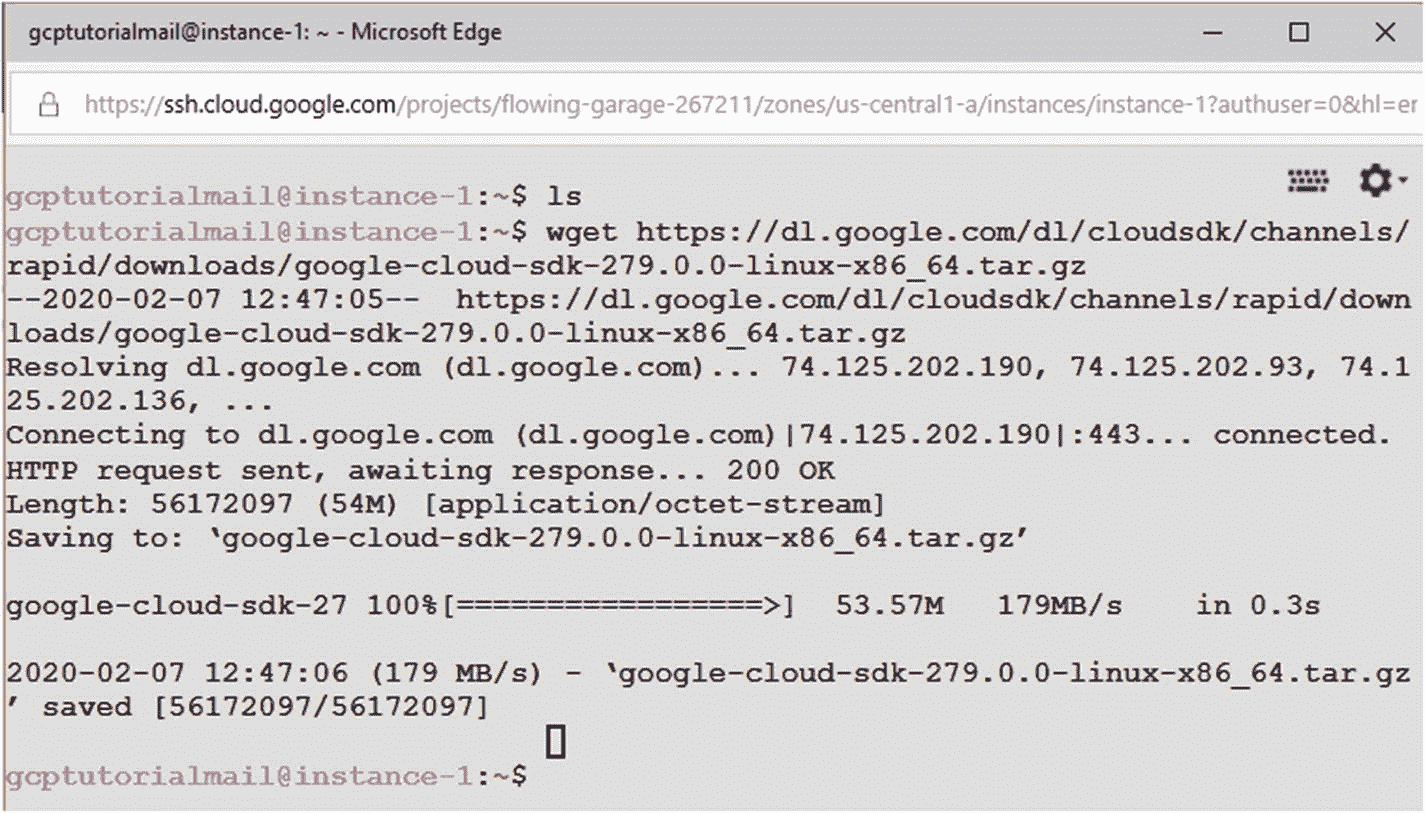 gcptutorialmail@instance-1: ~ - Microsoft Edge
https://ssh.cloud.google.com/projects/flowing-garage-267211/zones/us-central1-a/instances/instance-1?authuser=0&hl=er
gcptutorialmail@instance-1:~$ ls
gcptutorialmail@instance-1:~$ wget https://dl.google.com/dl/cloudsdk/channels/
rapid/downloads/google-cloud-sdk-279.0.0-linux-x86_64.tar.gz
--2020-02-07 12:47:05--  https://dl.google.com/dl/cloudsdk/channels/rapid/down
loads/google-cloud-sdk-279.0.0-linux-x86_64.tar.gz
Resolving dl.google.com (dl.google.com)... 74.125.202.190, 74.125.202.93, 74.1
25.202.136, ...
Connecting to dl.google.com (dl.google.com)|74.125.202.190|:443... connected.
HTTP request sent, awaiting response... 200 OK
Length: 56172097 (54M) [application/octet-stream]
Saving to: ‘google-cloud-sdk-279.0.0-linux-x86_64.tar.gz’
google-cloud-sdk-27 100%[=================>]  53.57M   179MB/s    in 0.3s
2020-02-07 12:47:06 (179 MB/s) - ‘google-cloud-sdk-279.0.0-linux-x86_64.tar.gz
’ saved [56172097/56172097]
gcptutorialmail@instance-1:~$